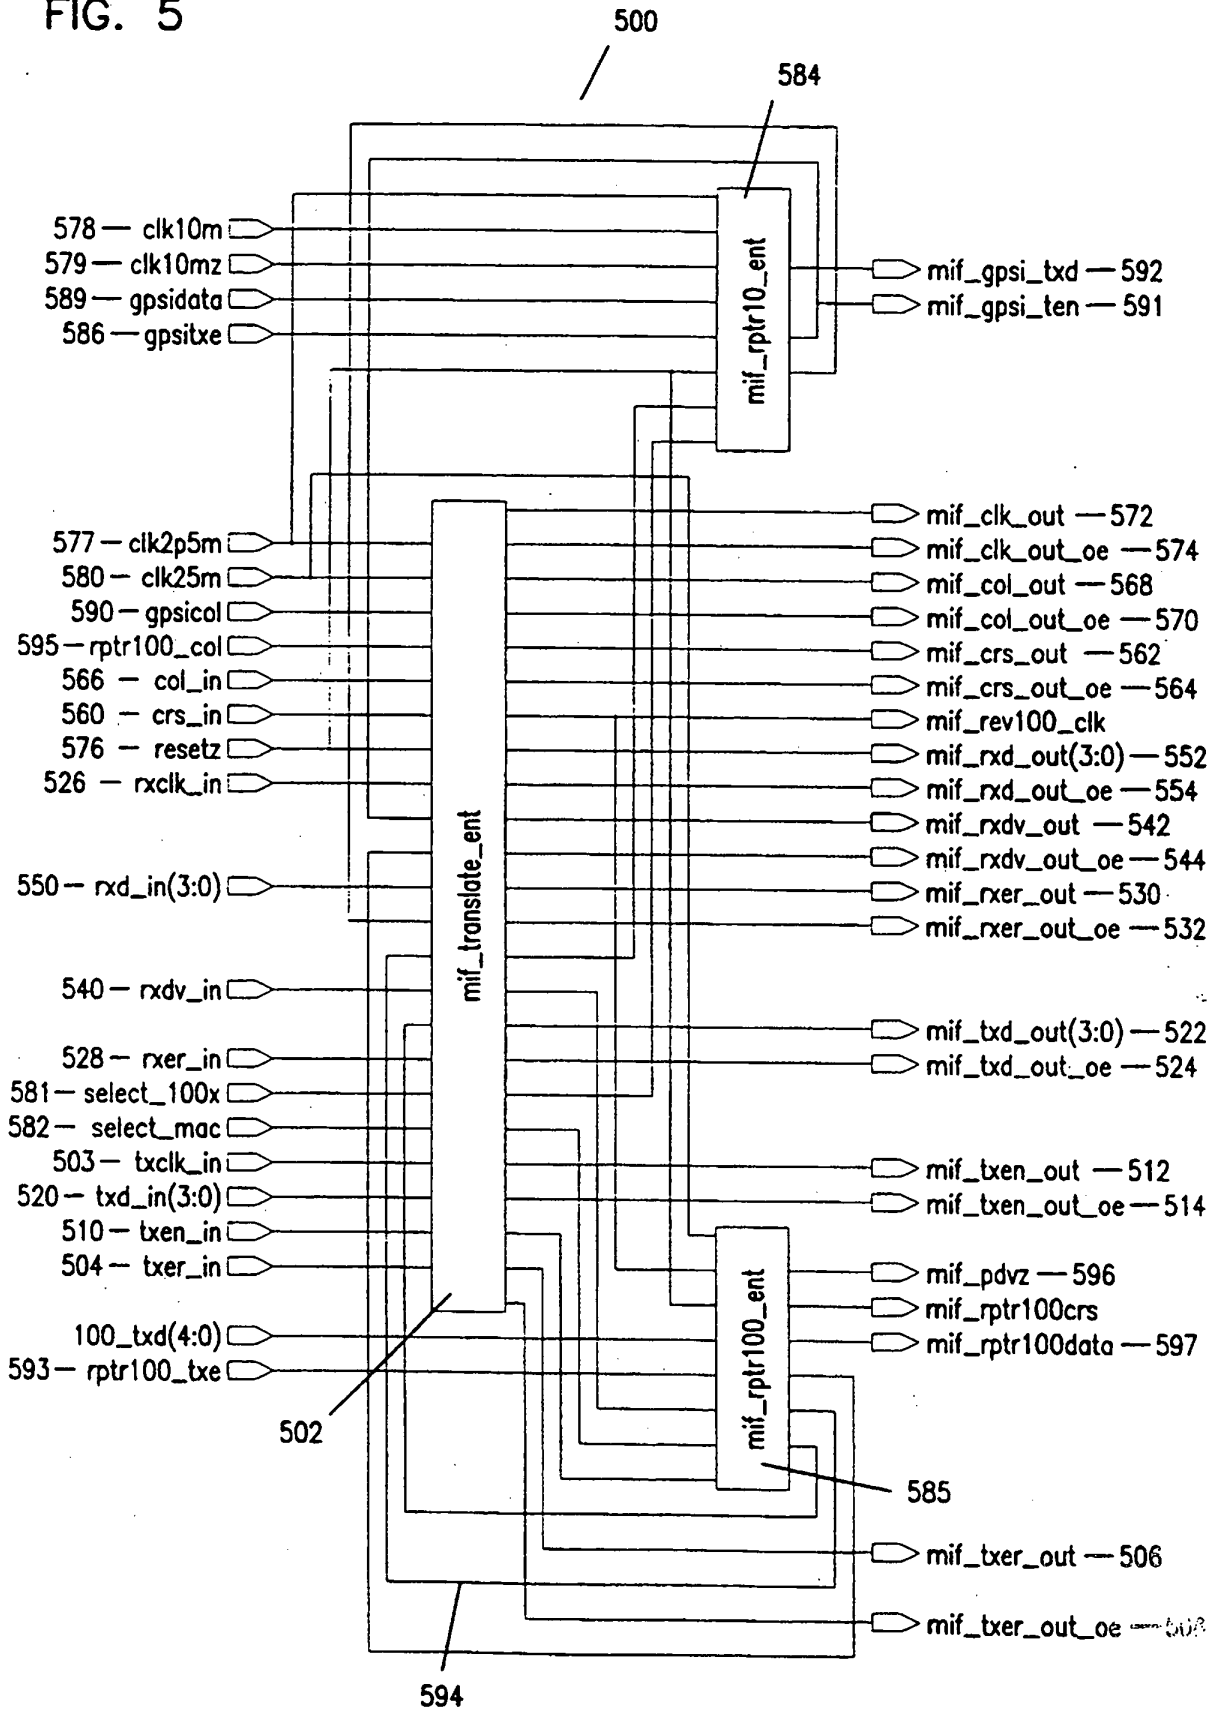 FIG. 5
500
584
578 — clk10m
579 — clk10mz
589 — gpsidata
586 — gpsitxe
mif_rptr10_ent
mif_gpsi_txd — 592
mif_gpsi_ten — 591
577 — clk2p5m
580 — clk25m
590 — gpsicol
595 — rptr100_col
566 — col_in
560 — crs_in
576 — resetz
526 — rxclk_in
550 — rxd_in(3:0)
540 — rxdv_in
528 — rxer_in
581 — select_100x
582 — select_mac
503 — txclk_in
520 — txd_in(3:0)
510 — txen_in
504 — txer_in
100_txd(4:0)
593 — rptr100_txe
mif_translate_ent
502
mif_clk_out — 572
mif_clk_out_oe — 574
mif_col_out — 568
mif_col_out_oe — 570
mif_crs_out — 562
mif_crs_out_oe — 564
mif_rev100_clk
mif_rxd_out(3:0) — 552
mif_rxd_out_oe — 554
mif_rxdv_out — 542
mif_rxdv_out_oe — 544
mif_rxer_out — 530
mif_rxer_out_oe — 532
mif_txd_out(3:0) — 522
mif_txd_out_oe — 524
mif_txen_out — 512
mif_txen_out_oe — 514
mif_rptr100_ent
mif_pdvz — 596
mif_rptr100crs
mif_rptr100data — 597
585
mif_txer_out — 506
mif_txer_out_oe — 508
594